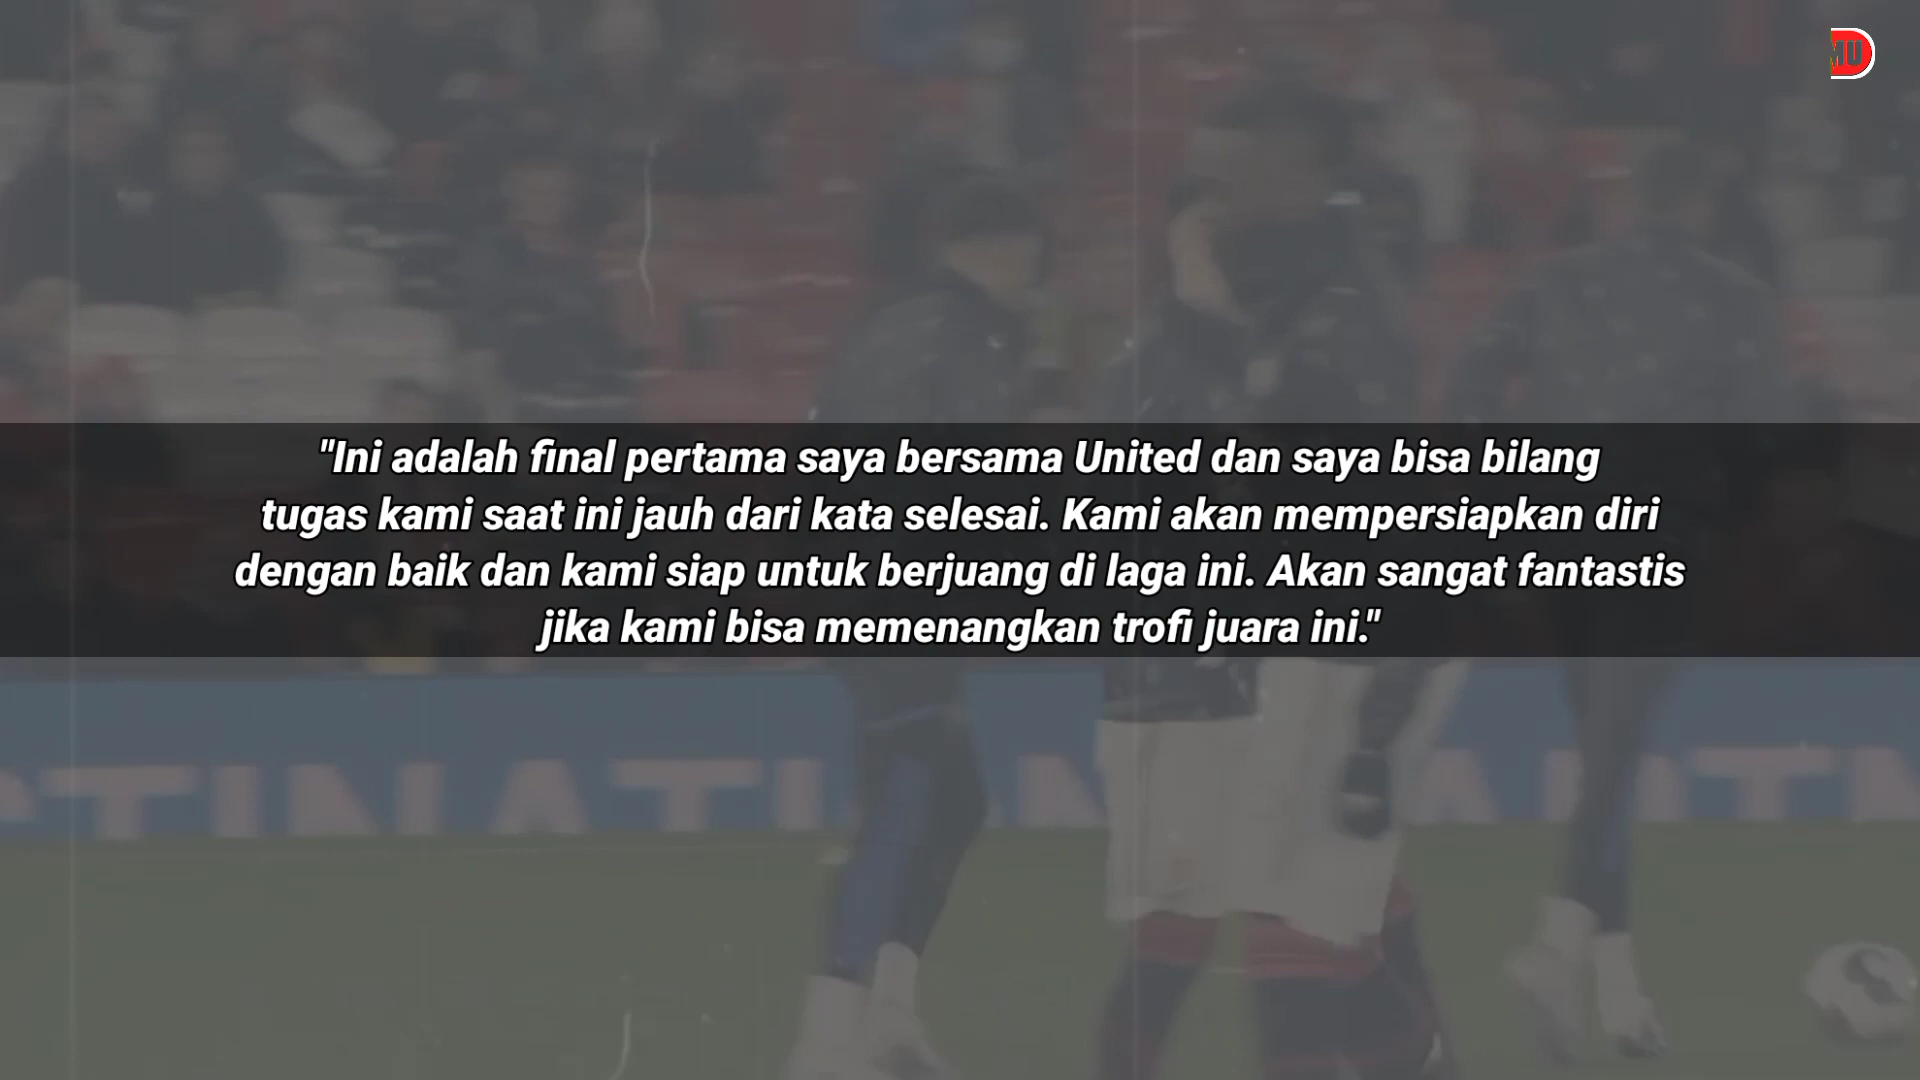 MU
"Ini adalah final pertama saya bersama United dan saya bisa bilang
tugas kami saat ini jauh dari kata selesai. Kami akan mempersiapkan diri
dengan baik dan kami siap untuk berjuang di laga ini. Akan sangat fantastis
jika kami bisa memenangkan trofi juara ini."